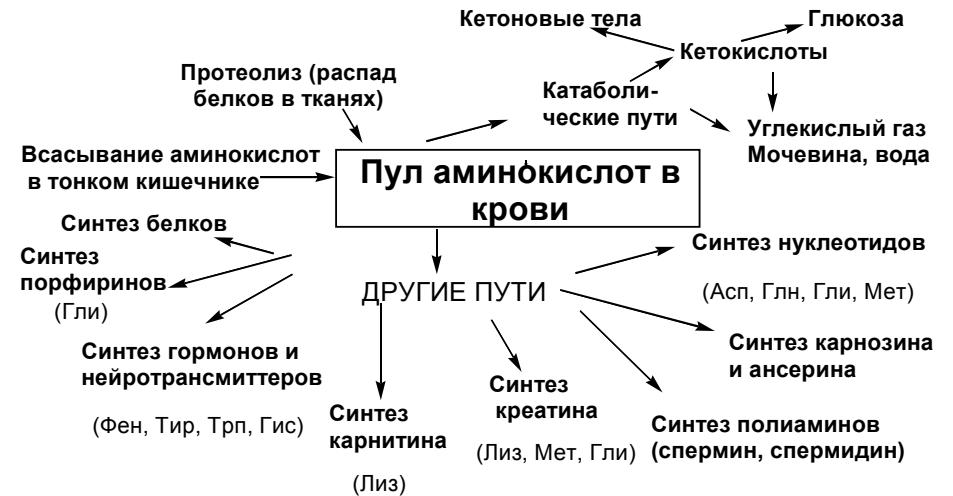 Кетоновые тела
Глюкоза
Кетокислоты
Протеолиз (распад
белков в тканях)
Катаболи-
ческие пути
Углекислый газ
Мочевина, вода
Всасывание аминокислот
в тонком кишечнике
Пул аминокислот в
крови
Синтез белков
Синтез
порфиринов
(Гли)
ДРУГИЕ ПУТИ
Синтез нуклеотидов
(Асп, Глн, Гли, Мет)
Синтез гормонов и
нейротрансмиттеров
(Фен, Тир, Трп, Гис)
Синтез
карнитина
(Лиз)
Синтез
креатина
(Лиз, Мет, Гли)
Синтез карнозина
и ансерина
Синтез полиаминов
(спермин, спермидин)